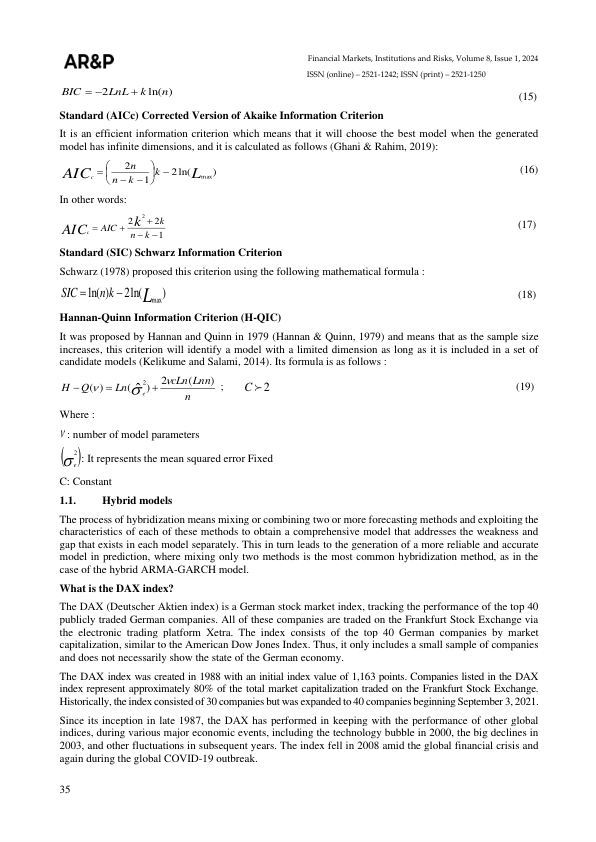 AR&P
Financial Markets, Institutions and Risks, Volume 8, Issue 1, 2024
ISSN (online) – 2521-1242; ISSN (print) – 2521-1250
BIC = −2LnL + k ln(n) (15)
Standard (AICc) Corrected Version of Akaike Information Criterion
It is an efficient information criterion which means that it will choose the best model when the generated
model has infinite dimensions, and it is calculated as follows (Ghani & Rahim, 2019):
AIC_c = (2n / (n − k − 1)) k − 2 ln(L_max) (16)
In other words:
AIC_c = AIC + (2k² + 2k) / (n − k − 1) (17)
Standard (SIC) Schwarz Information Criterion
Schwarz (1978) proposed this criterion using the following mathematical formula :
SIC = ln(n)k − 2 ln(L_max) (18)
Hannan-Quinn Information Criterion (H-QIC)
It was proposed by Hannan and Quinn in 1979 (Hannan & Quinn, 1979) and means that as the sample size
increases, this criterion will identify a model with a limited dimension as long as it is included in a set of
candidate models (Kelikume and Salami, 2014). Its formula is as follows :
H − Q(v) = Ln(σ̂_ε²) + 2vcLn(Lnn) / n ; C ≻ 2 (19)
Where :
v : number of model parameters
(σ_ε²): It represents the mean squared error Fixed
C: Constant
1.1. Hybrid models
The process of hybridization means mixing or combining two or more forecasting methods and exploiting the
characteristics of each of these methods to obtain a comprehensive model that addresses the weakness and
gap that exists in each model separately. This in turn leads to the generation of a more reliable and accurate
model in prediction, where mixing only two methods is the most common hybridization method, as in the
case of the hybrid ARMA-GARCH model.
What is the DAX index?
The DAX (Deutscher Aktien index) is a German stock market index, tracking the performance of the top 40
publicly traded German companies. All of these companies are traded on the Frankfurt Stock Exchange via
the electronic trading platform Xetra. The index consists of the top 40 German companies by market
capitalization, similar to the American Dow Jones Index. Thus, it only includes a small sample of companies
and does not necessarily show the state of the German economy.
The DAX index was created in 1988 with an initial index value of 1,163 points. Companies listed in the DAX
index represent approximately 80% of the total market capitalization traded on the Frankfurt Stock Exchange.
Historically, the index consisted of 30 companies but was expanded to 40 companies beginning September 3, 2021.
Since its inception in late 1987, the DAX has performed in keeping with the performance of other global
indices, during various major economic events, including the technology bubble in 2000, the big declines in
2003, and other fluctuations in subsequent years. The index fell in 2008 amid the global financial crisis and
again during the global COVID-19 outbreak.
35